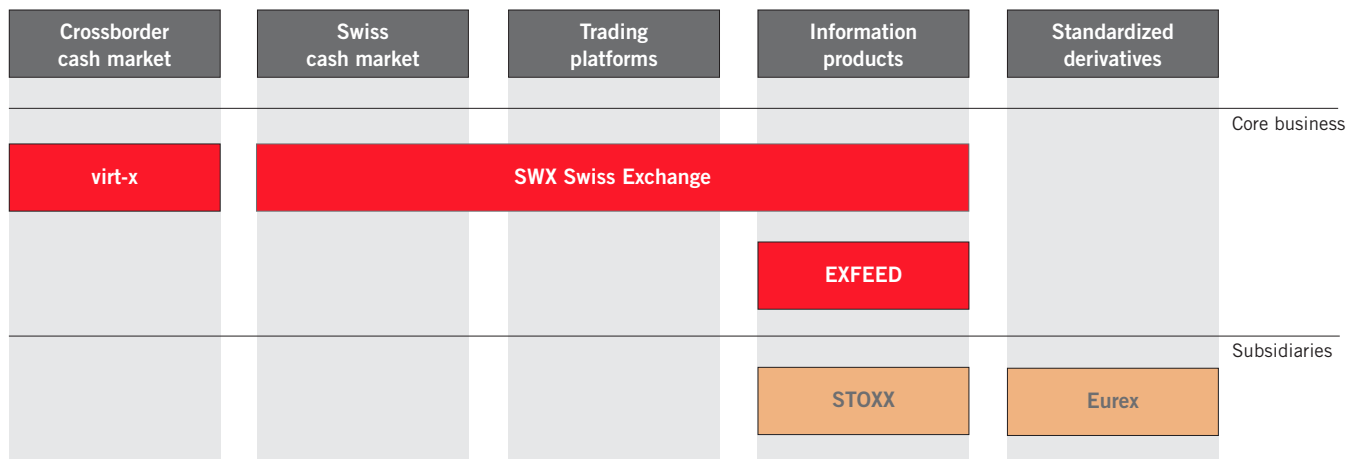 Crossborder
cash market
Swiss
cash market
Trading
platforms
Information
products
Standardized
derivatives
Core business
virt-x
SWX Swiss Exchange
EXFEED
Subsidiaries
STOXX
Eurex